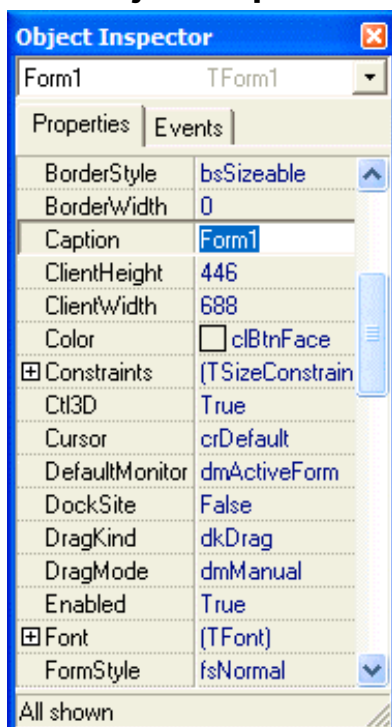 Object Inspector
Form1 TForm1
Properties Events
BorderStyle bsSizeable
BorderWidth 0
Caption Form1
ClientHeight 446
ClientWidth 688
Color clBtnFace
Constraints (TSizeConstrain
Ctl3D True
Cursor crDefault
DefaultMonitor dmActiveForm
DockSite False
DragKind dkDrag
DragMode dmManual
Enabled True
Font (TFont)
FormStyle fsNormal
All shown